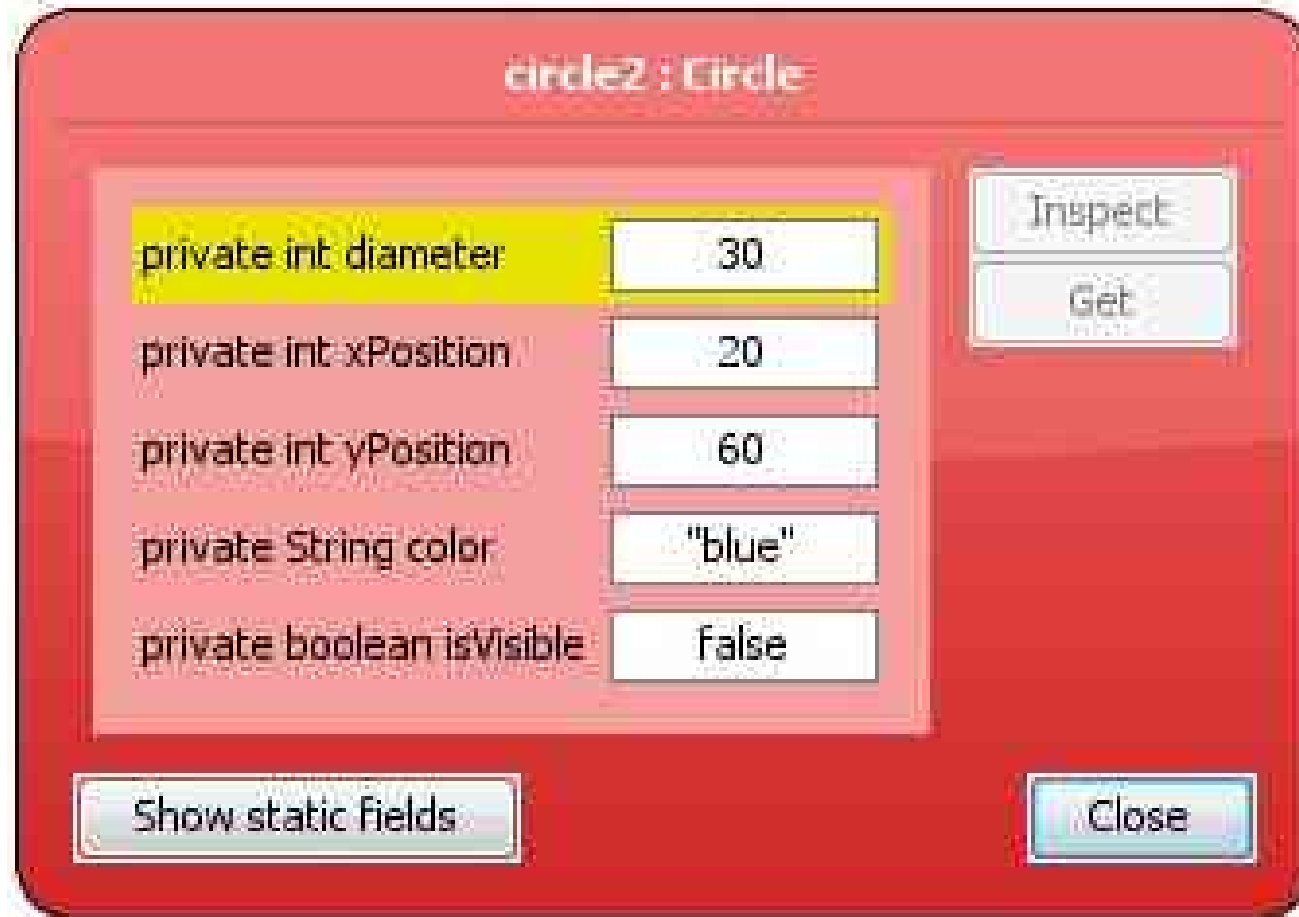 circle2 : Circle
private int diameter 30
private int xPosition 20
private int yPosition 60
private String color "blue"
private boolean isVisible false
Inspect
Get
Show static fields
Close